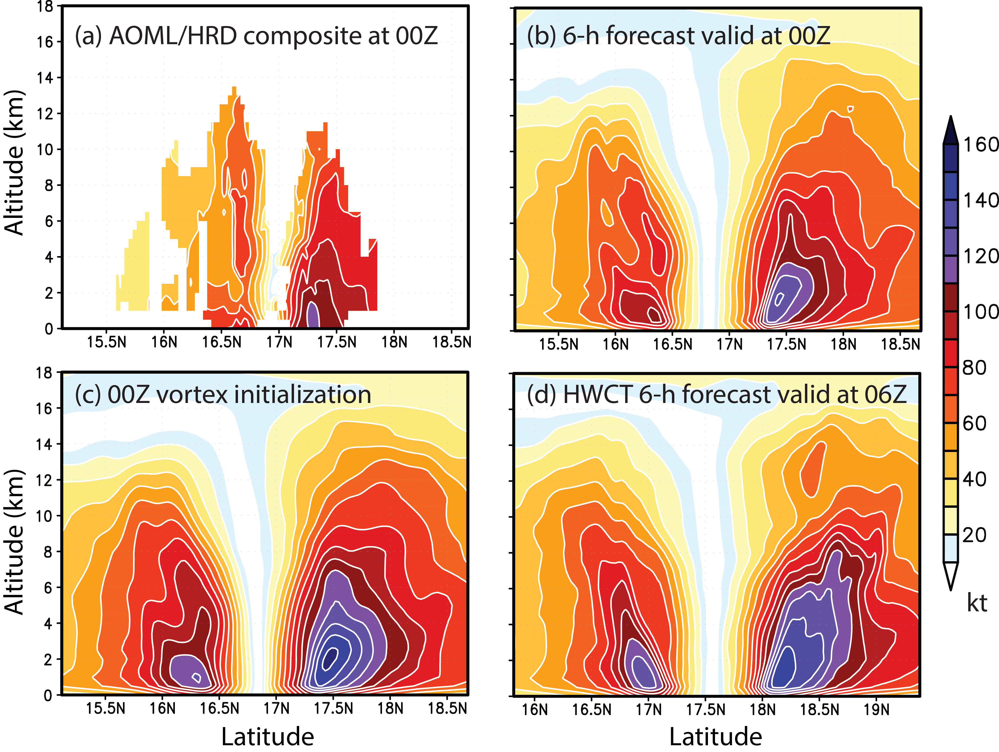 (a) AOML/HRD composite at 00Z
18
16
14
12
10
8
6
4
2
0
Altitude (km)
15.5N 16N 16.5N 17N 17.5N 18N 18.5N
(b) 6-h forecast valid at 00Z
15.5N 16N 16.5N 17N 17.5N 18N 18.5N
(c) 00Z vortex initialization
18
16
14
12
10
8
6
4
2
0
Altitude (km)
15.5N 16N 16.5N 17N 17.5N 18N 18.5N
Latitude
(d) HWCT 6-h forecast valid at 06Z
16N 16.5N 17N 17.5N 18N 18.5N 19N
Latitude
160
140
120
100
80
60
40
20
kt